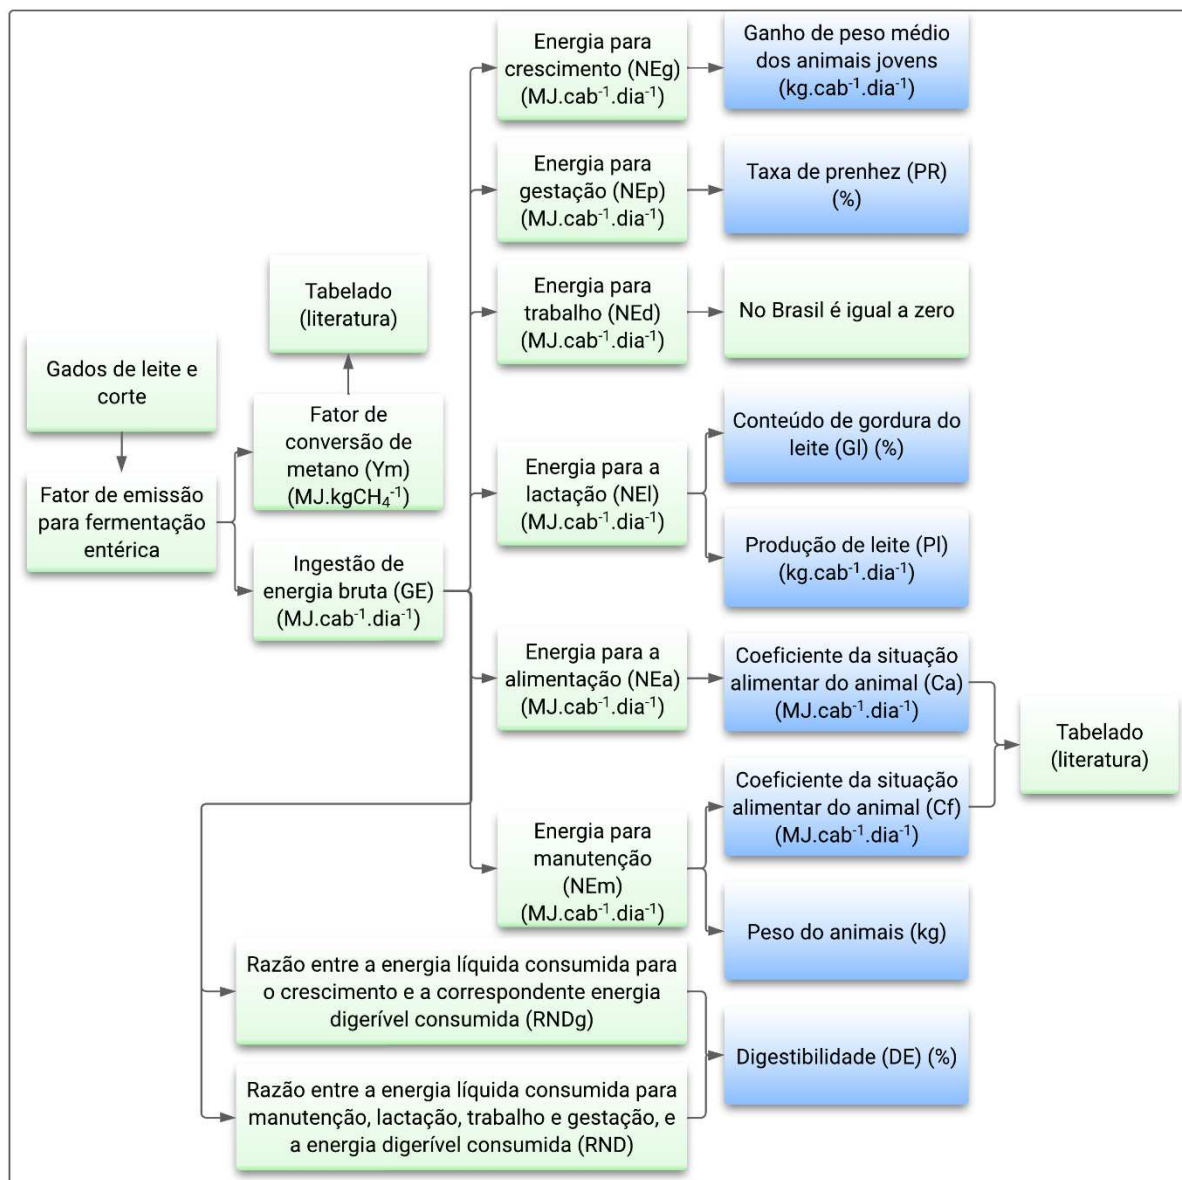 Energia para
crescimento (NEg)
(MJ.cab⁻¹.dia⁻¹)
Ganho de peso médio
dos animais jovens
(kg.cab⁻¹.dia⁻¹)
Energia para
gestação (NEp)
(MJ.cab⁻¹.dia⁻¹)
Taxa de prenhez (PR)
(%)
Tabelado
(literatura)
Energia para
trabalho (NEd)
(MJ.cab⁻¹.dia⁻¹)
No Brasil é igual a zero
Gados de leite e
corte
Fator de
conversão de
metano (Ym)
(MJ.kgCH₄⁻¹)
Conteúdo de gordura do
leite (Gl) (%)
Fator de emissão
para fermentação
entérica
Energia para a
lactação (NEl)
(MJ.cab⁻¹.dia⁻¹)
Produção de leite (Pl)
(kg.cab⁻¹.dia⁻¹)
Ingestão de
energia bruta (GE)
(MJ.cab⁻¹.dia⁻¹)
Energia para a
alimentação (NEa)
(MJ.cab⁻¹.dia⁻¹)
Coeficiente da situação
alimentar do animal (Ca)
(MJ.cab⁻¹.dia⁻¹)
Tabelado
(literatura)
Coeficiente da situação
alimentar do animal (Cf)
(MJ.cab⁻¹.dia⁻¹)
Energia para
manutenção
(NEm)
(MJ.cab⁻¹.dia⁻¹)
Peso do animais (kg)
Razão entre a energia líquida consumida para
o crescimento e a correspondente energia
digerível consumida (RNDg)
Digestibilidade (DE) (%)
Razão entre a energia líquida consumida para
manutenção, lactação, trabalho e gestação, e
a energia digerível consumida (RND)